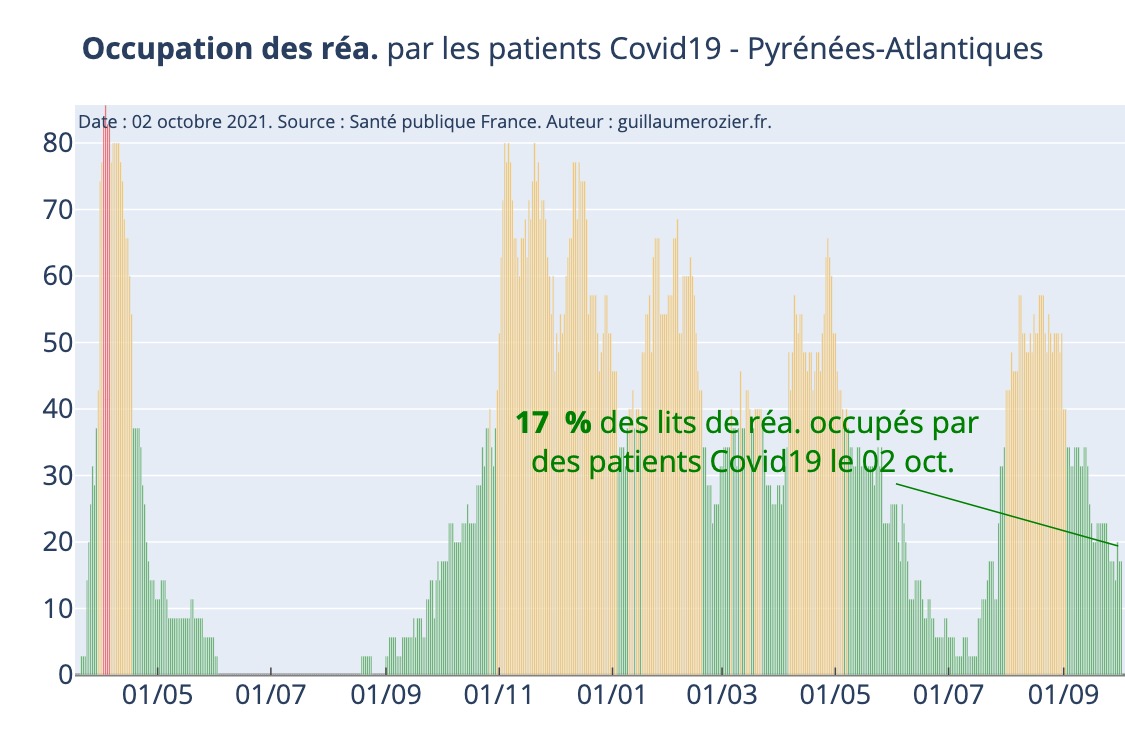 Occupation des réa. par les patients Covid19 - Pyrénées-Atlantiques
Date : 02 octobre 2021. Source : Santé publique France. Auteur : guillaumerozier.fr.
80
70
60
50
40
17 % des lits de réa. occupés par
des patients Covid19 le 02 oct.
30
20
10
0
01/05 01/07 01/09 01/11 01/01 01/03 01/05 01/07 01/09